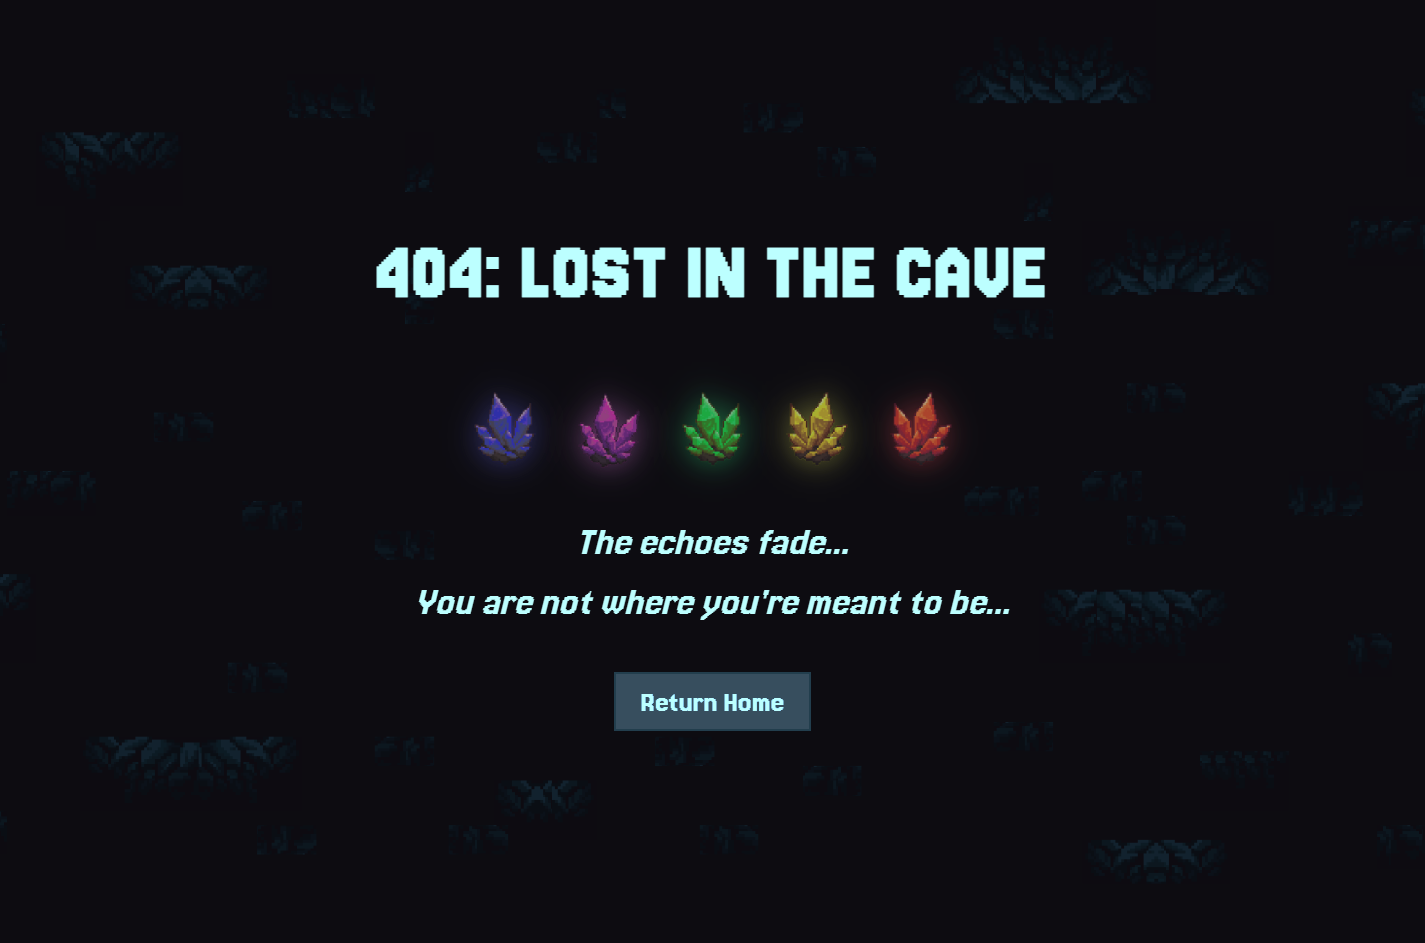 404: LOST IN THE CAVE
The echoes fade...
You are not where you're meant to be...
Return Home